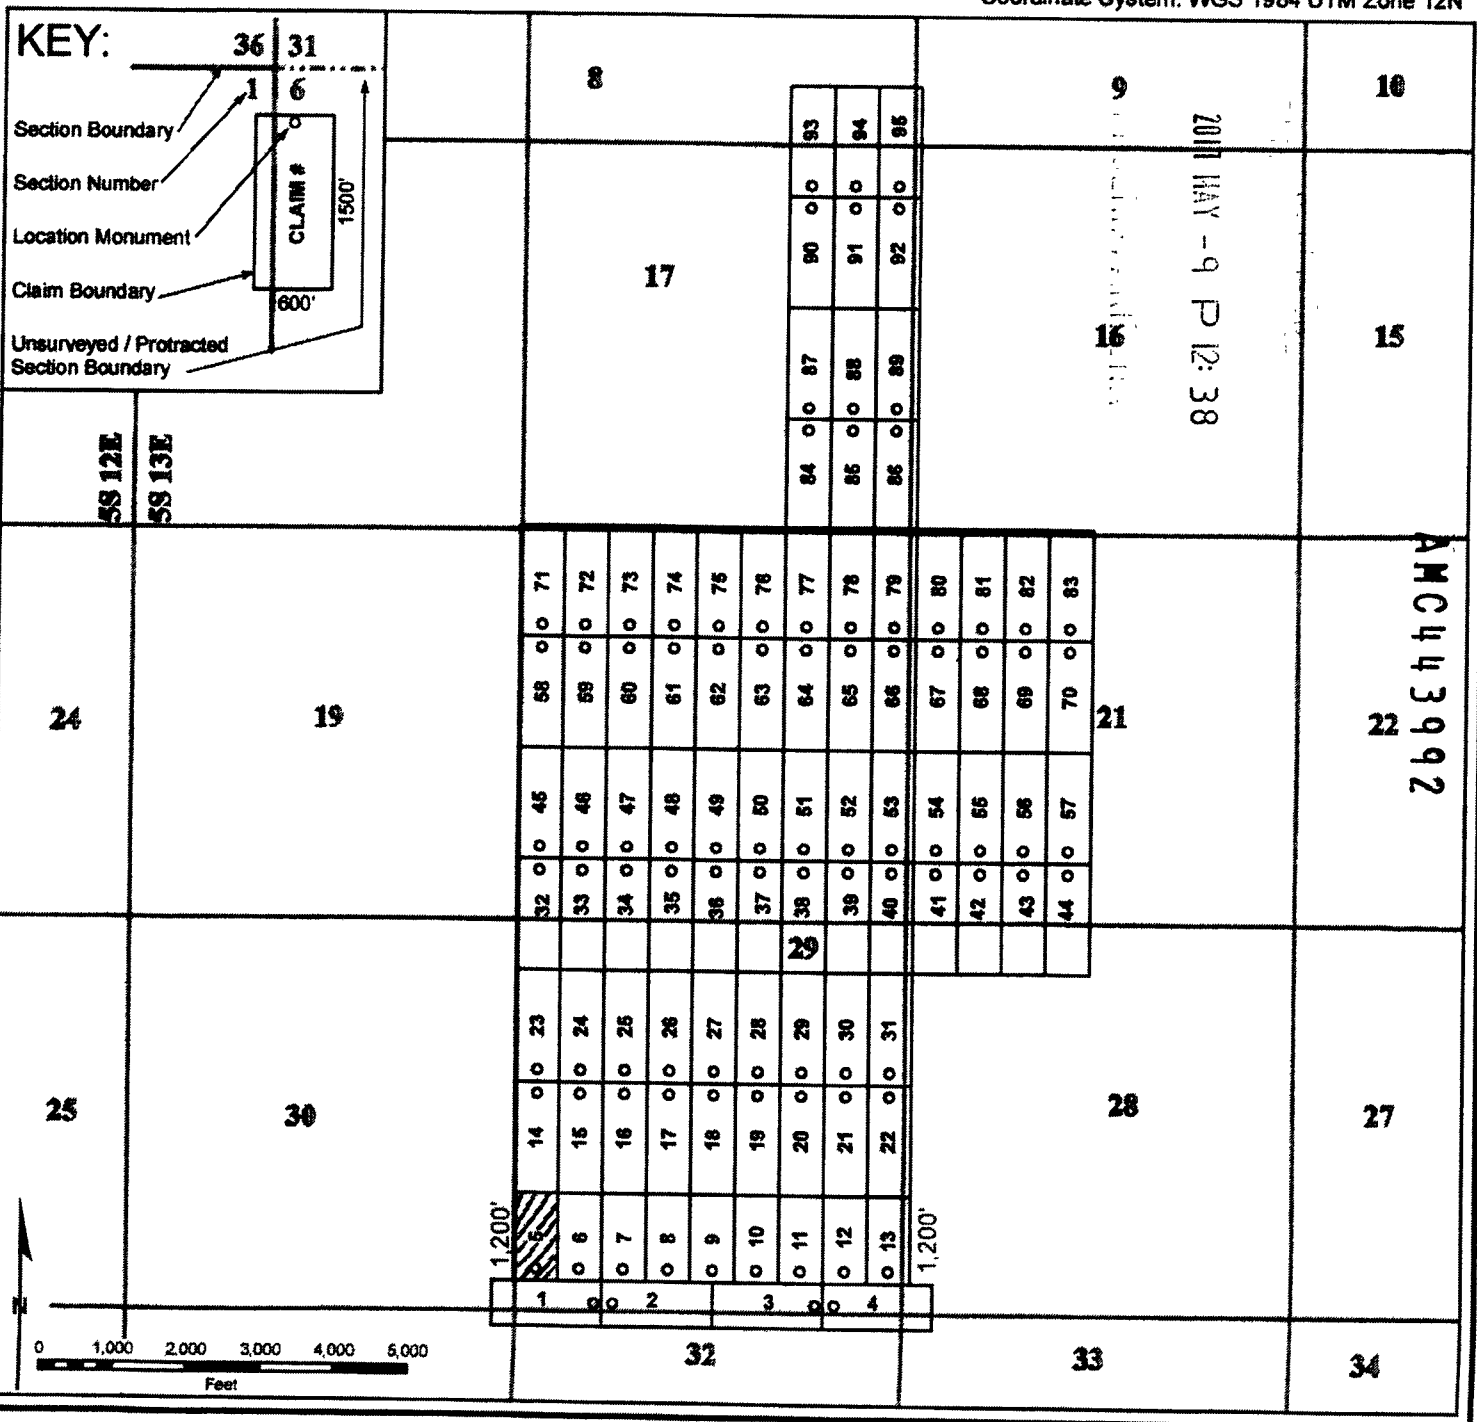 Coordinate System: WGS 1984 UTM Zone 12N
KEY:
36 31
1 6
Section Boundary
Section Number
Location Monument
Claim Boundary
Unsurveyed / Protracted
Section Boundary
CLAIM #
1500'
600'
8
9
10
93 94 95
2017 MAY -9 P 12: 38
17
90 91 92
16
15
87 88 89
84 85 86
5S 12E
5S 13E
AMC443992
71 72 73 74 75 76 77 78 79 80 81 82 83
58 59 60 61 62 63 64 65 66 67 68 69 70
24
19
21
22
45 46 47 48 49 50 51 52 53 54 55 56 57
32 33 34 35 36 37 38 39 40 41 42 43 44
29
23 24 25 26 27 28 29 30 31
25
30
28
27
14 15 16 17 18 19 20 21 22
1,200'
5 6 7 8 9 10 11 12 13
1,200'
1 2 3 4
N
0 1,000 2,000 3,000 4,000 5,000
Feet
32
33
34